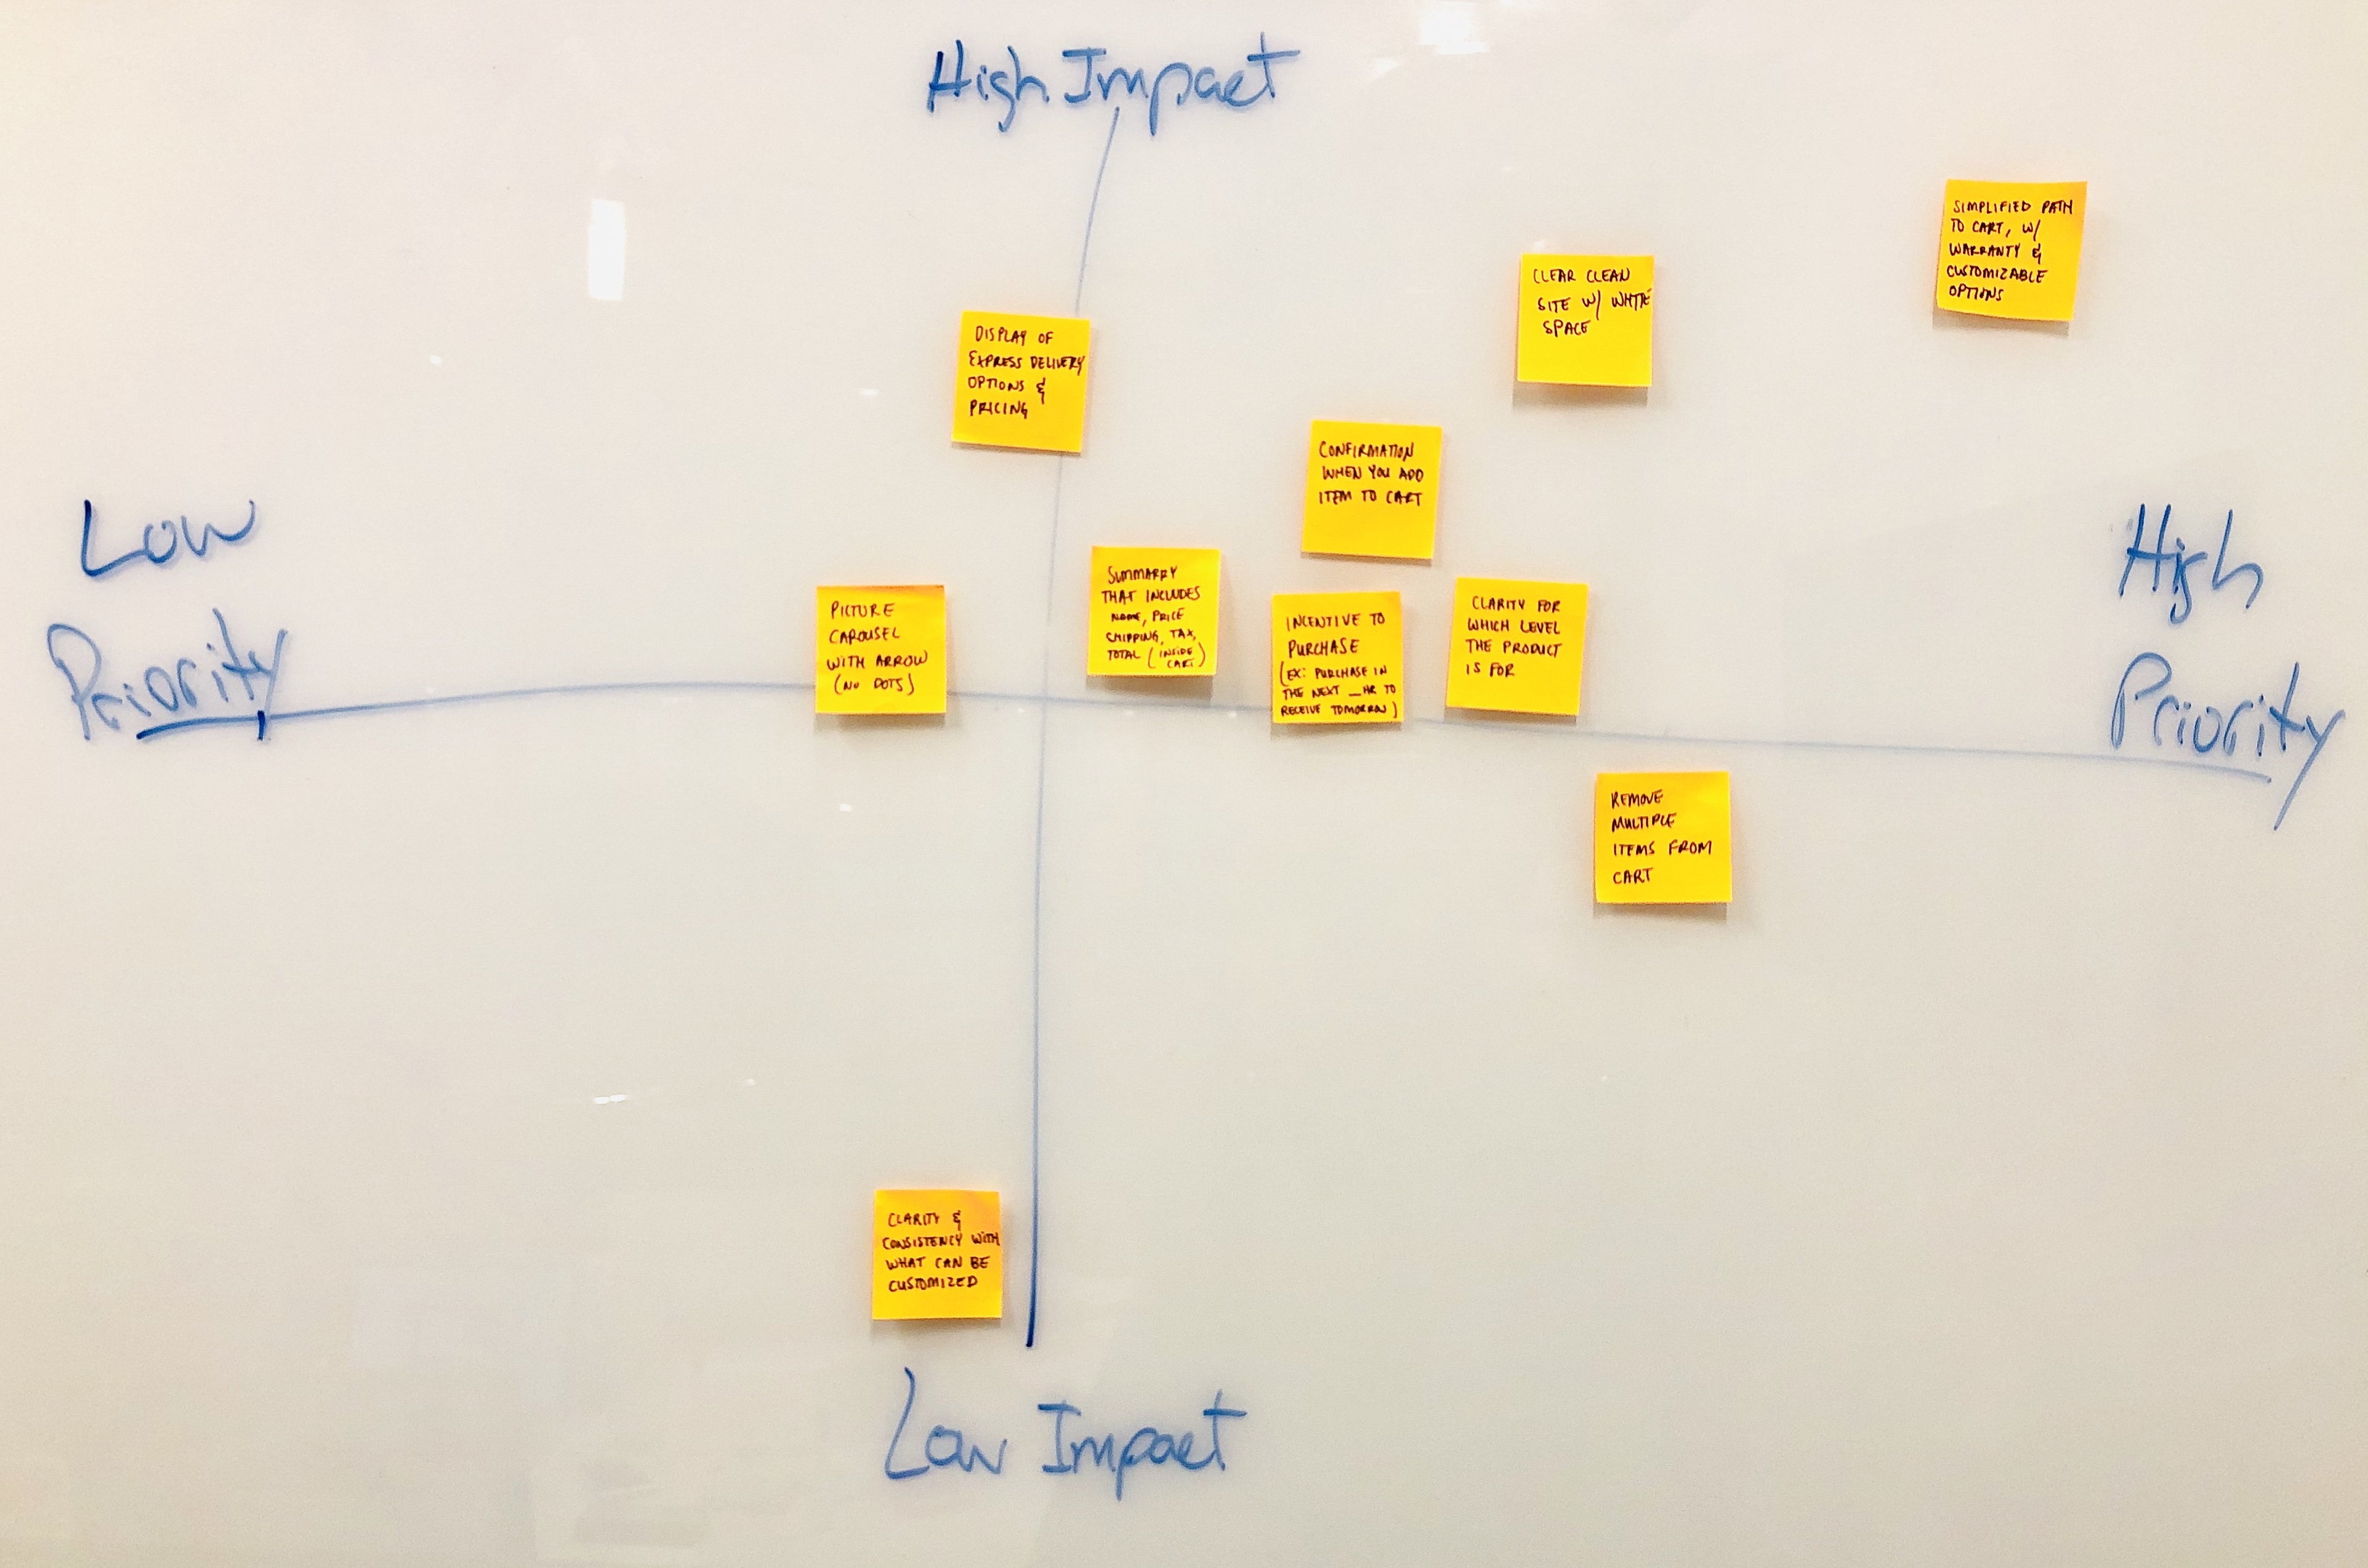 High Impact
SIMPLIFIED PATH
TO CART, W/
WARRANTY &
CUSTOMIZABLE
OPTIONS
CLEAR CLEAN
SITE W/ WHITE
SPACE
DISPLAY OF
EXPRESS DELIVERY
OPTIONS &
PRICING
CONFIRMATION
WHEN YOU ADD
ITEM TO CART
Low
Priority
High
Priority
PICTURE
CAROUSEL
WITH ARROW
(NO DOTS)
SUMMARRY
THAT INCLUDES
NAME, PRICE
SHIPPING, TAX,
TOTAL (INSIDE
CART)
INCENTIVE TO
PURCHASE
(EX: PURCHASE IN
THE NEXT __HR TO
RECEIVE TOMORROW)
CLARITY FOR
WHICH LEVEL
THE PRODUCT
IS FOR
REMOVE
MULTIPLE
ITEMS FROM
CART
CLARITY &
CONSISTENCY WITH
WHAT CAN BE
CUSTOMIZED
Low Impact